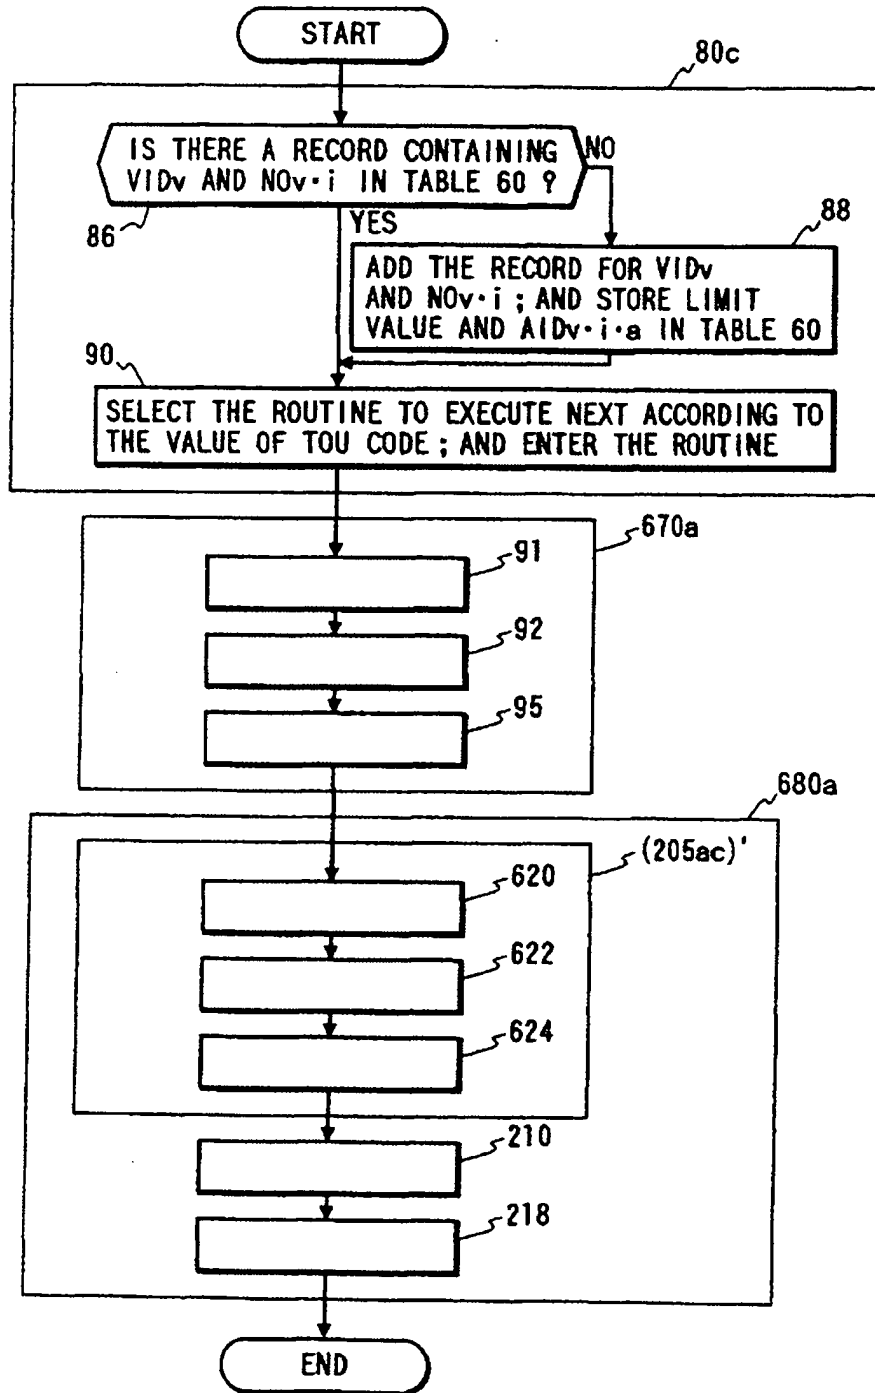 START
80c
IS THERE A RECORD CONTAINING
VIDv AND NOv·i IN TABLE 60 ?
NO
86
YES
88
ADD THE RECORD FOR VIDv
AND NOv·i ; AND STORE LIMIT
VALUE AND AIDv·i·a IN TABLE 60
90
SELECT THE ROUTINE TO EXECUTE NEXT ACCORDING TO
THE VALUE OF TOU CODE ; AND ENTER THE ROUTINE
670a
91
92
95
680a
(205ac)'
620
622
624
210
218
END